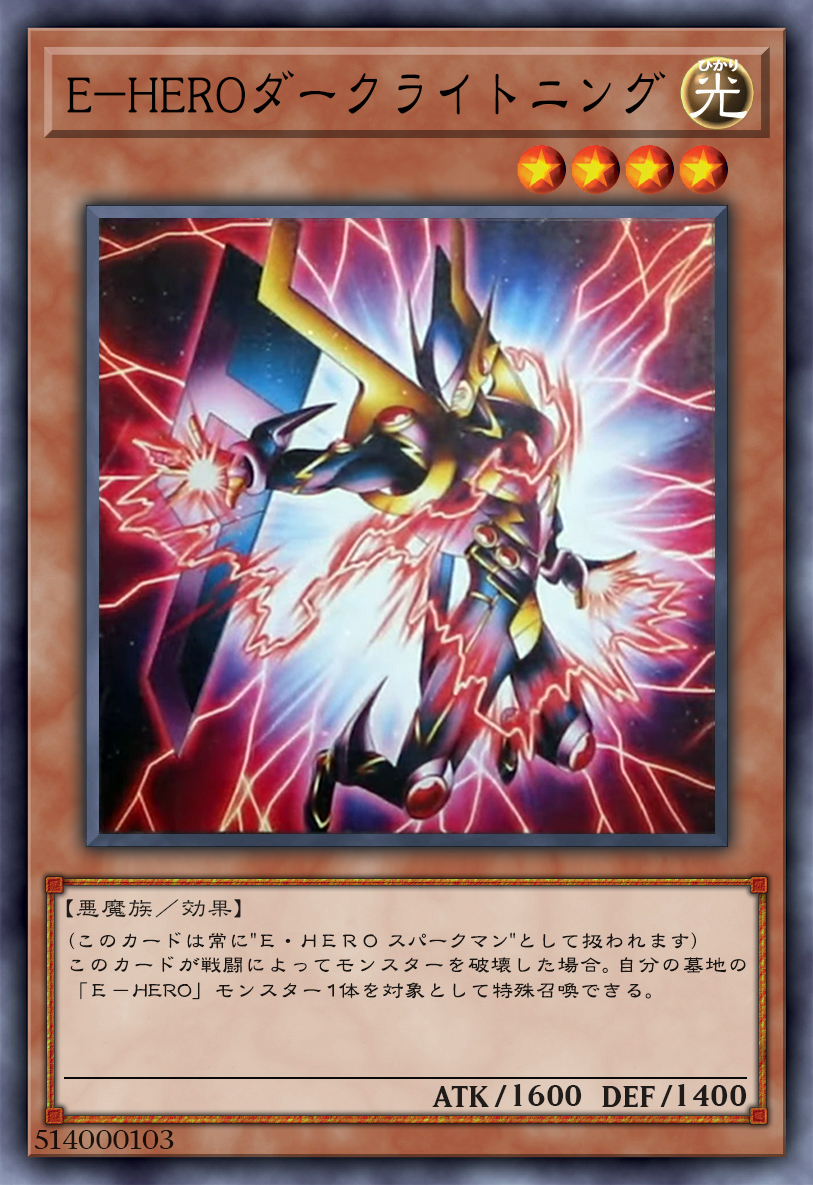 E－HEROダークライトニング
ひかり
光
【悪魔族／効果】
（このカードは常に"Ｅ・ＨＥＲＯ スパークマン"として扱われます）
このカードが戦闘によってモンスターを破壊した場合。自分の墓地の
「Ｅ－HERO」モンスター1体を対象として特殊召喚できる。
ATK/1600 DEF/1400
514000103